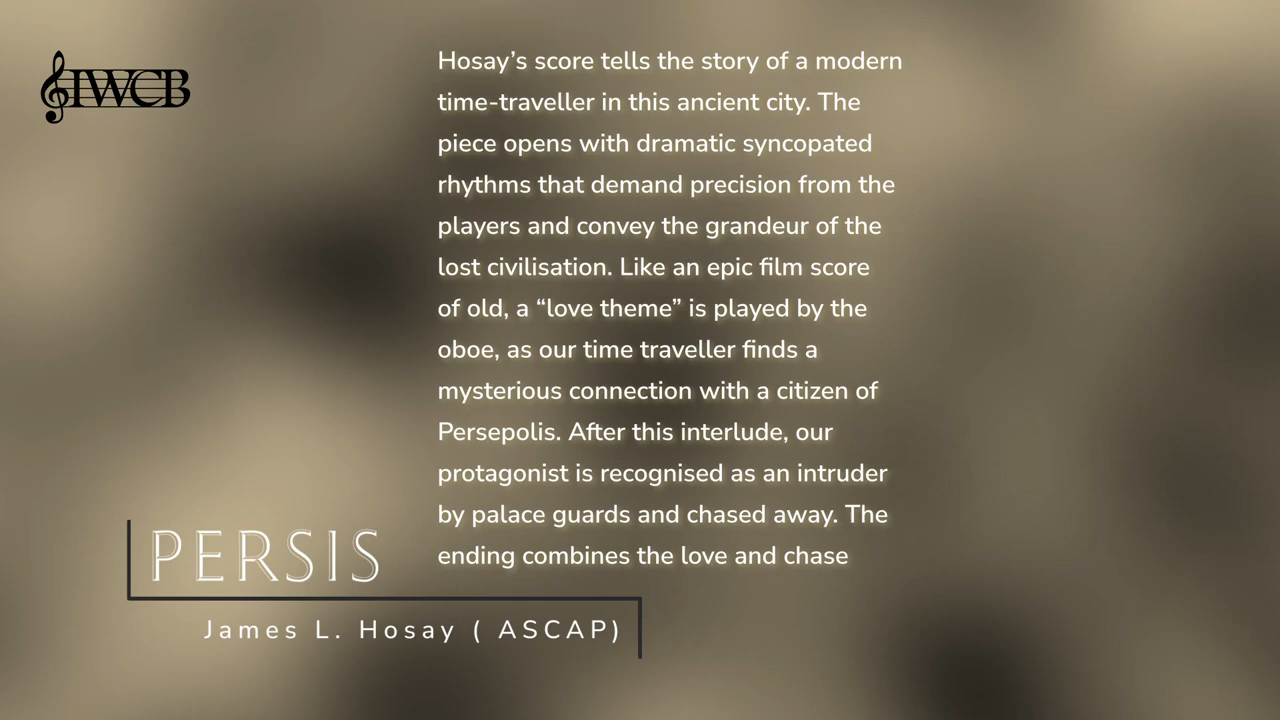 IWCB
Hosay’s score tells the story of a modern
time-traveller in this ancient city. The
piece opens with dramatic syncopated
rhythms that demand precision from the
players and convey the grandeur of the
lost civilisation. Like an epic film score
of old, a “love theme” is played by the
oboe, as our time traveller finds a
mysterious connection with a citizen of
Persepolis. After this interlude, our
protagonist is recognised as an intruder
by palace guards and chased away. The
ending combines the love and chase
PERSIS
James L. Hosay ( ASCAP)